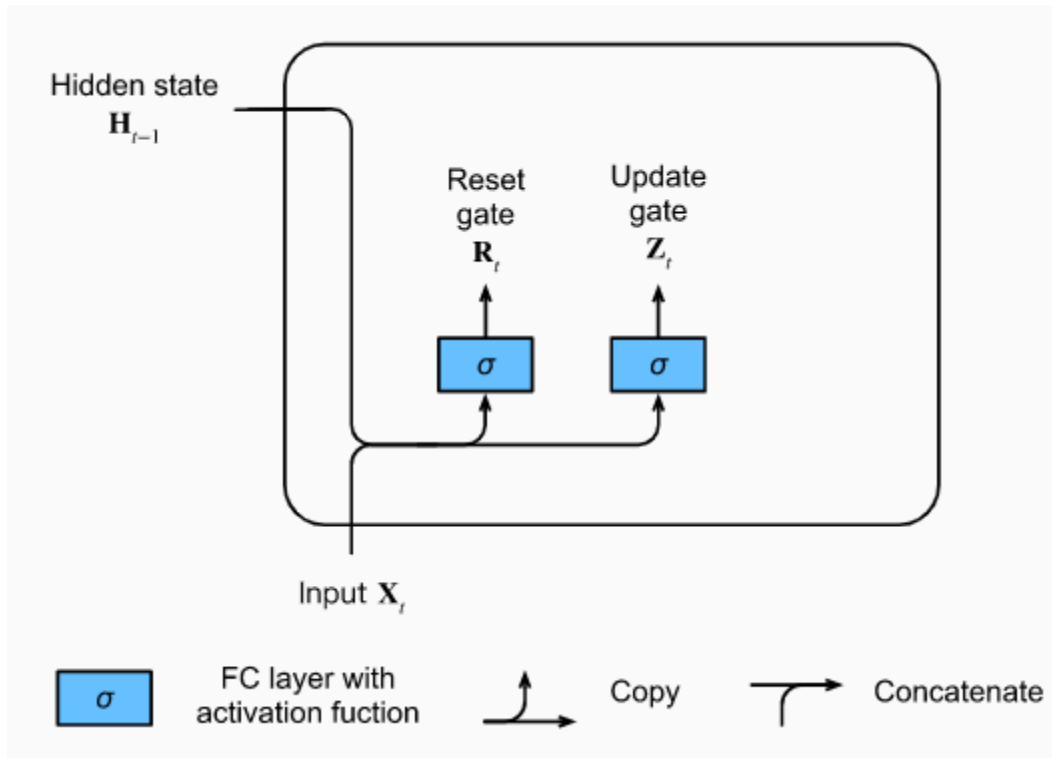 Hidden state
H_{t−1}
Reset
gate
R_t
Update
gate
Z_t
σ
σ
Input X_t
σ
FC layer with
activation fuction
Copy
Concatenate